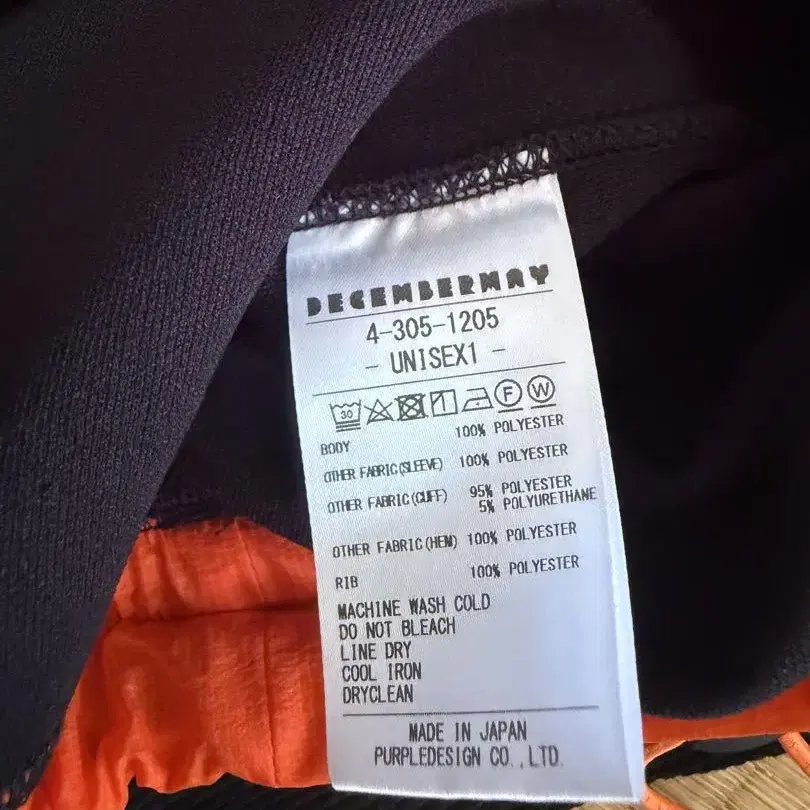 DECEMBERMAY
4-305-1205
- UNISEX1 -
30 F W
BODY 100% POLYESTER
OTHER FABRIC(SLEEVE) 100% POLYESTER
OTHER FABRIC(CUFF) 95% POLYESTER
5% POLYURETHANE
OTHER FABRIC(HEM) 100% POLYESTER
RIB 100% POLYESTER
MACHINE WASH COLD
DO NOT BLEACH
LINE DRY
COOL IRON
DRYCLEAN
MADE IN JAPAN
PURPLEDESIGN CO.,LTD.